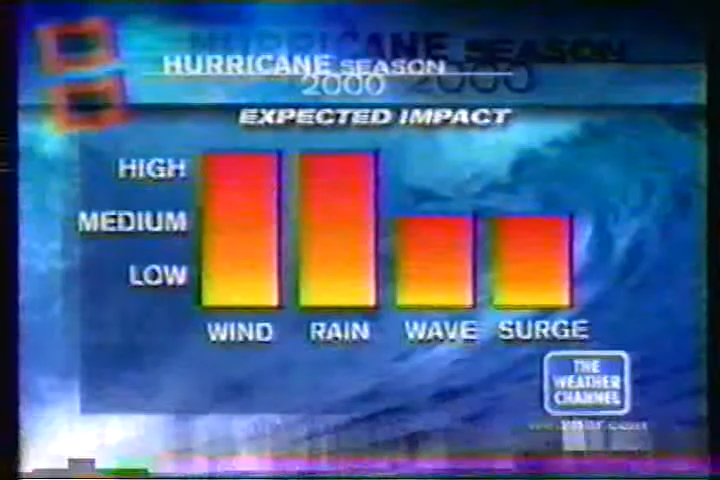 HURRICANE SEASON
2000
EXPECTED IMPACT
HIGH
MEDIUM
LOW
WIND RAIN WAVE SURGE
THE
WEATHER
CHANNEL